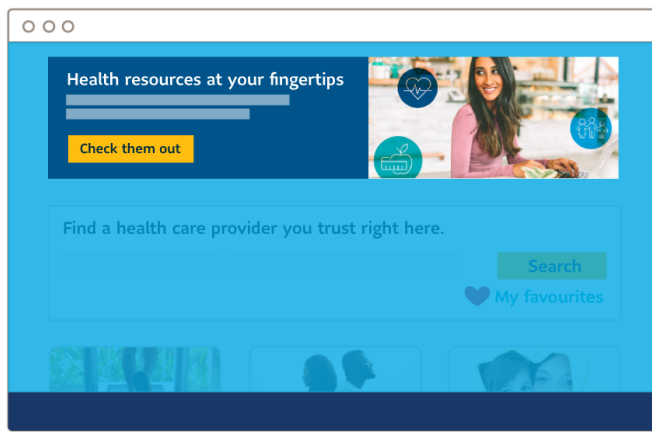 Health resources at your fingertips
Check them out
Find a health care provider you trust right here.
Search
My favourites